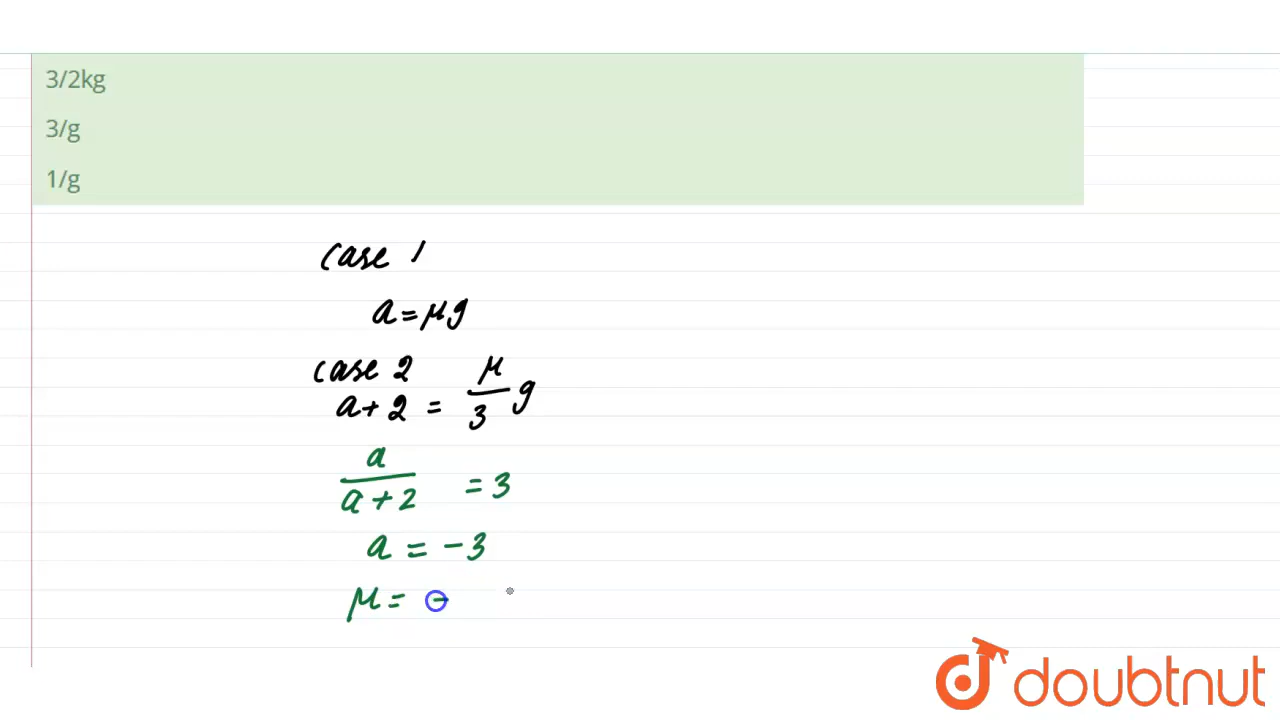 3/2kg
3/g
1/g
Case 1
a = μg
Case 2
a + 2 = μ/3 g
a/(a + 2) = 3
a = -3
μ = -
doubtnut